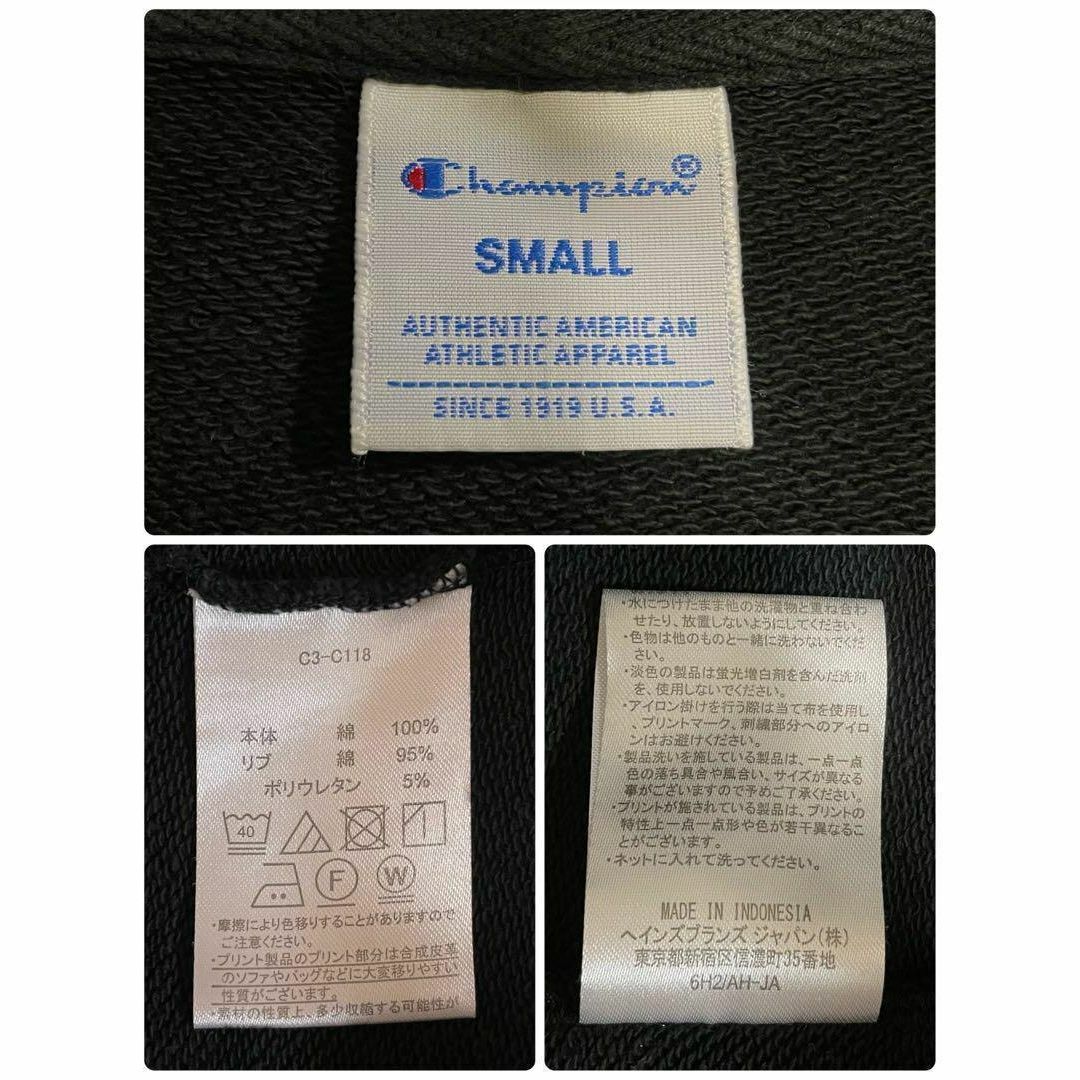 Champion®
SMALL
AUTHENTIC AMERICAN
ATHLETIC APPAREL
SINCE 1919 U.S.A.
C3-C118
本体 綿 100%
リブ 綿 95%
ポリウレタン 5%
40
F W
・摩擦により色移りすることがありますので
ご注意ください。
・プリント製品のプリント部分は合成皮革
のソファやバッグなどに大変移りやすい
性質がございます。
・素材の性質上、多少収縮する可能性が
・水につけたまま他の洗濯物と重ね合わ
せたり、放置しないようにしてください。
・色物は他のものと一緒に洗わないでくだ
さい。
・淡色の製品は蛍光増白剤を含んだ洗剤
を、使用しないでください。
・アイロン掛けを行う際は当て布を使用し
、プリントマーク、刺繍部分へのアイロ
ンはお避けください。
・製品洗いを施している製品は、一点一点
色の落ち具合や風合い、サイズが異なる
事がございますので予めご了承ください。
・プリントが施されている製品は、プリントの
特性上一点一点形や色が若干異なるこ
とがございます。
・ネットに入れて洗ってください。
MADE IN INDONESIA
ヘインズブランズ ジャパン(株)
東京都新宿区信濃町35番地
6H2/AH-JA